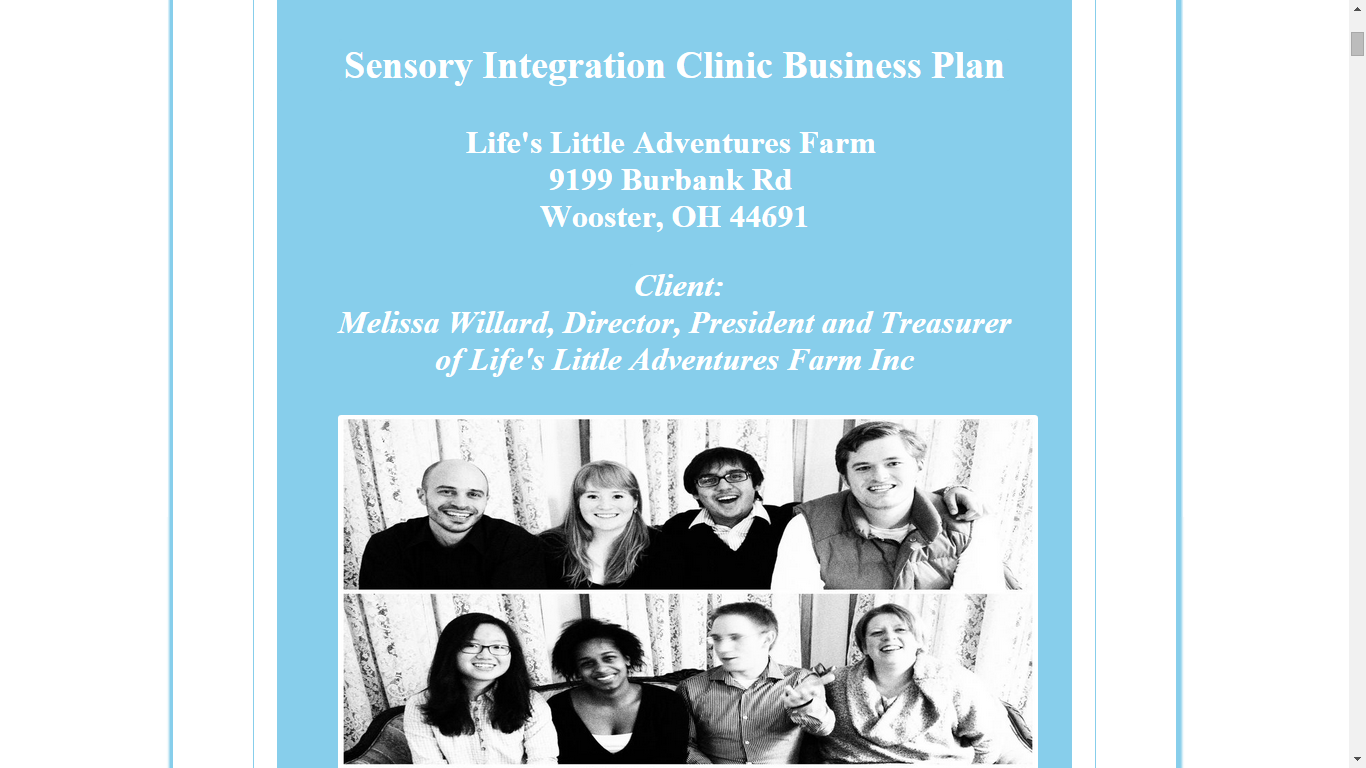 Sensory Integration Clinic Business Plan
Life's Little Adventures Farm
9199 Burbank Rd
Wooster, OH 44691
Client:
Melissa Willard, Director, President and Treasurer
of Life's Little Adventures Farm Inc